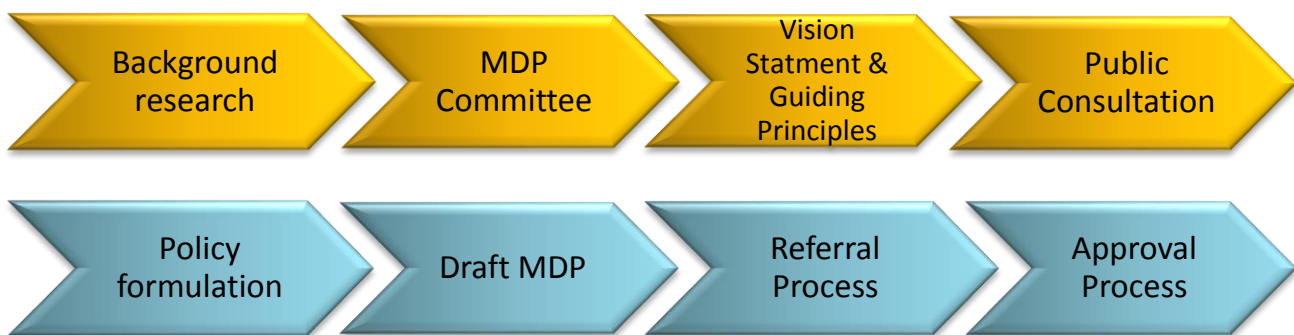 Background
research
MDP
Committee
Vision
Statment &
Guiding
Principles
Public
Consultation
Policy
formulation
Draft MDP
Referral
Process
Approval
Process